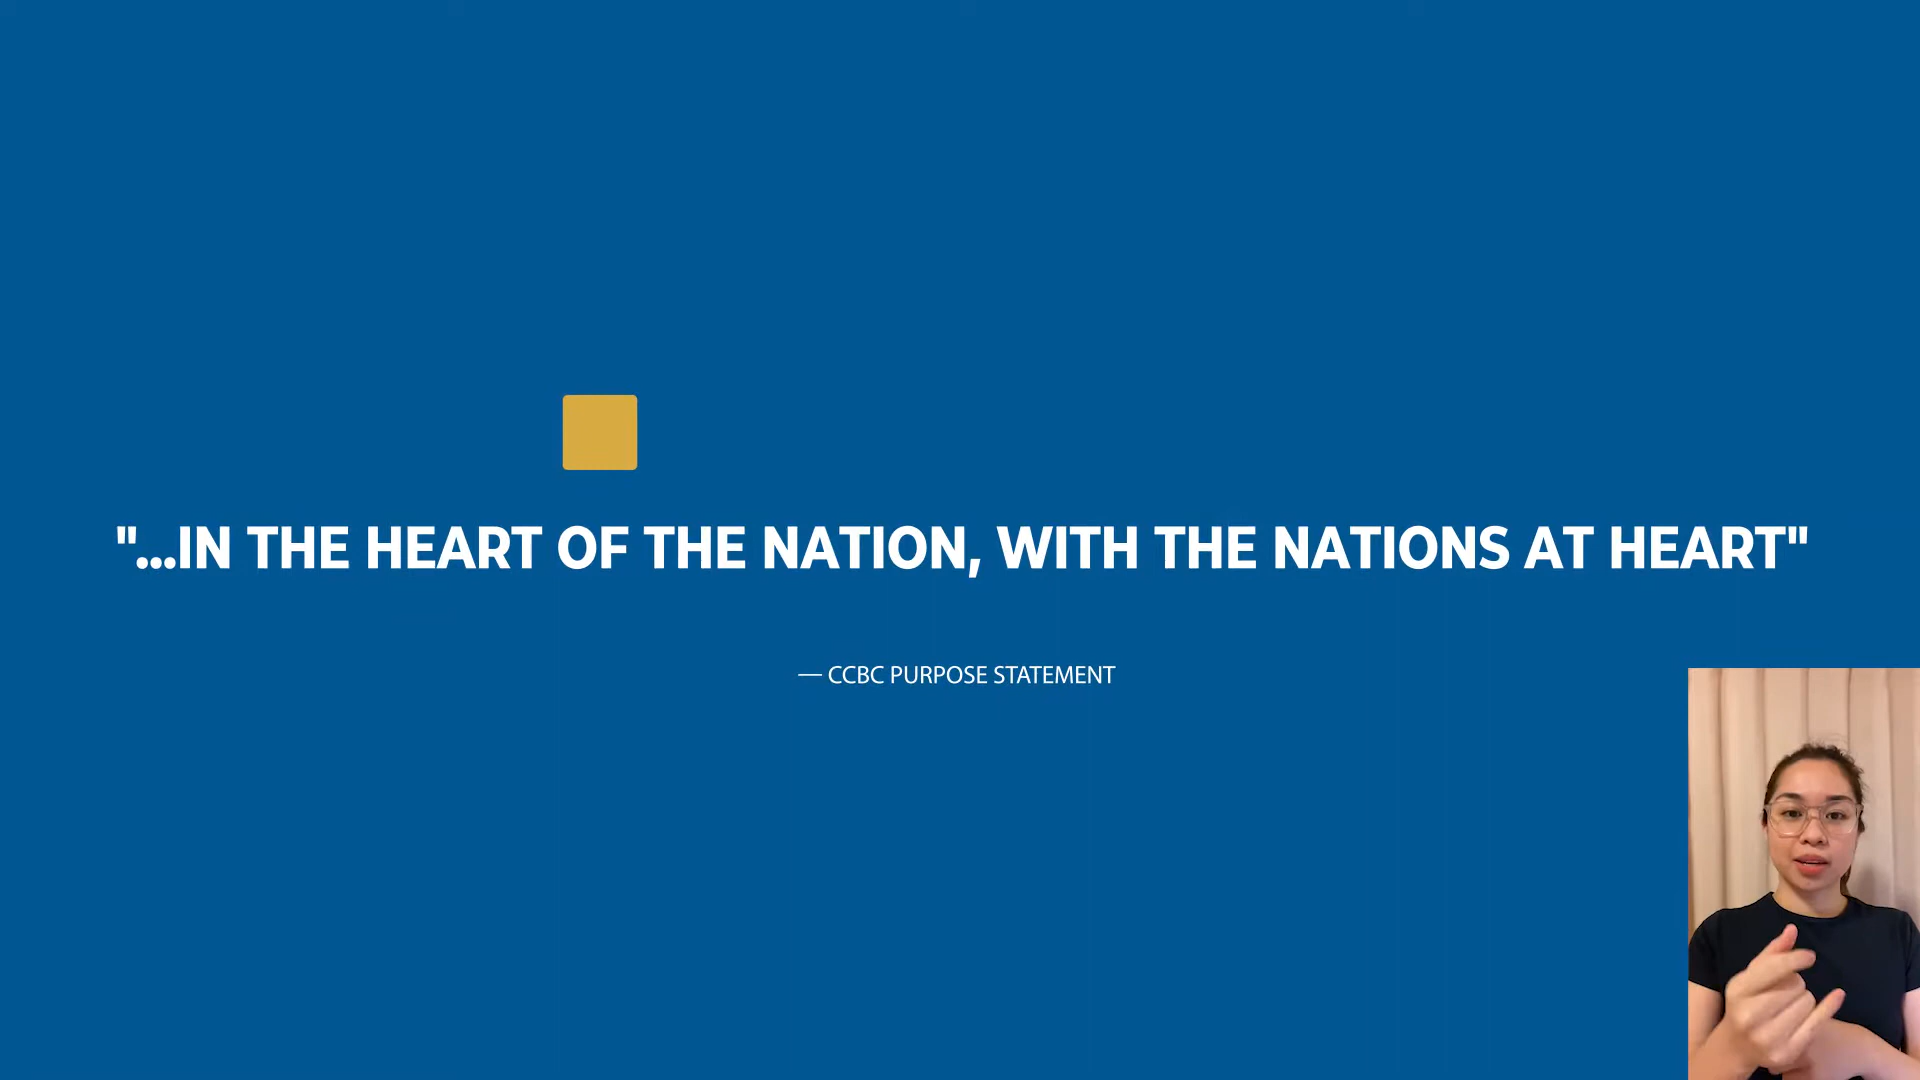 "...IN THE HEART OF THE NATION, WITH THE NATIONS AT HEART"
— CCBC PURPOSE STATEMENT